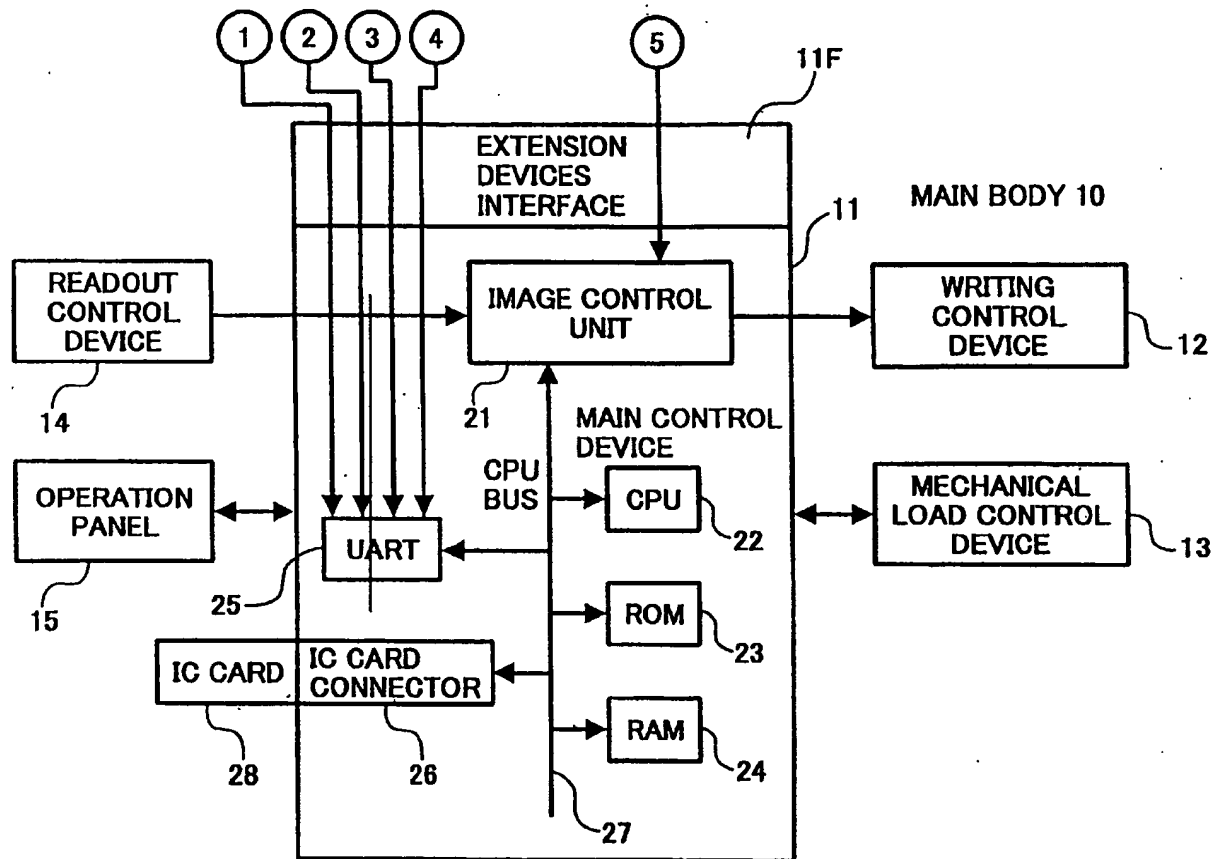 1 2 3 4 5
11F
EXTENSION
DEVICES
INTERFACE
MAIN BODY 10
11
READOUT
CONTROL
DEVICE
14
IMAGE CONTROL
UNIT
21
WRITING
CONTROL
DEVICE
12
MAIN CONTROL
DEVICE
CPU
BUS
OPERATION
PANEL
15
UART
25
CPU
22
MECHANICAL
LOAD CONTROL
DEVICE
13
ROM
23
IC CARD
28
IC CARD
CONNECTOR
26
RAM
24
27